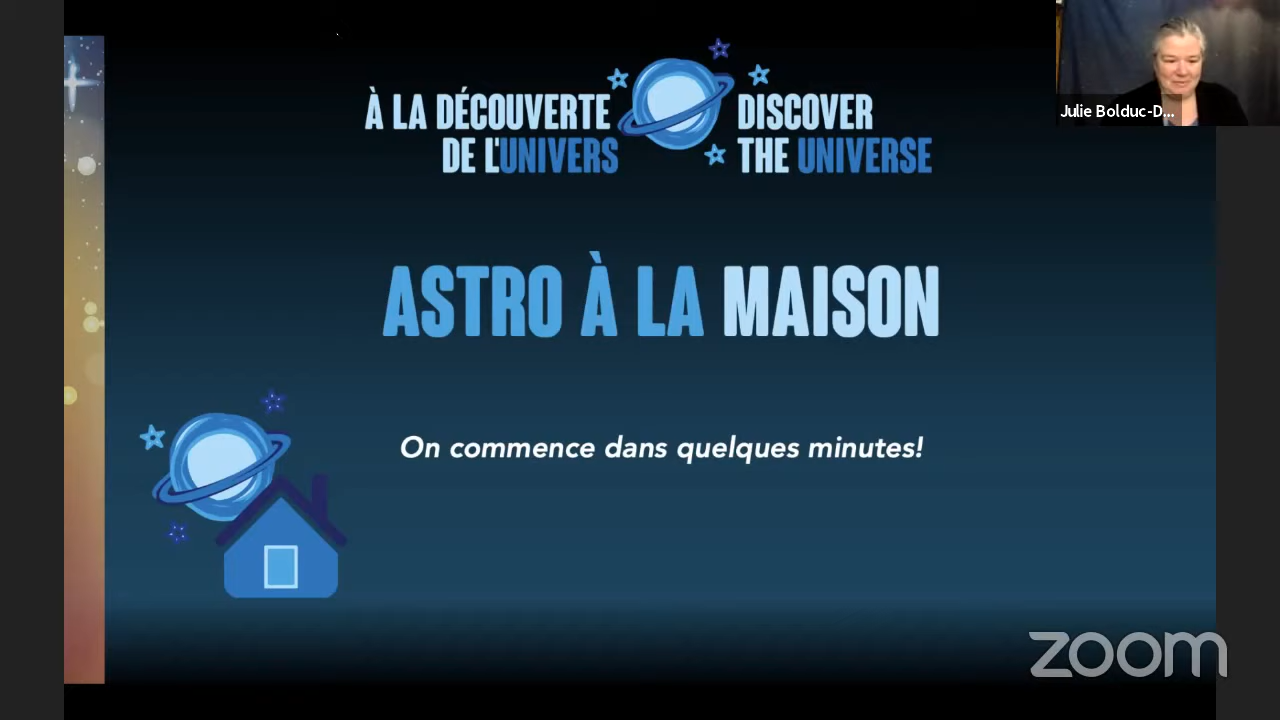 À LA DÉCOUVERTE
DE L'UNIVERS
DISCOVER
THE UNIVERSE
Julie Bolduc-D...
ASTRO À LA MAISON
On commence dans quelques minutes!
zoom